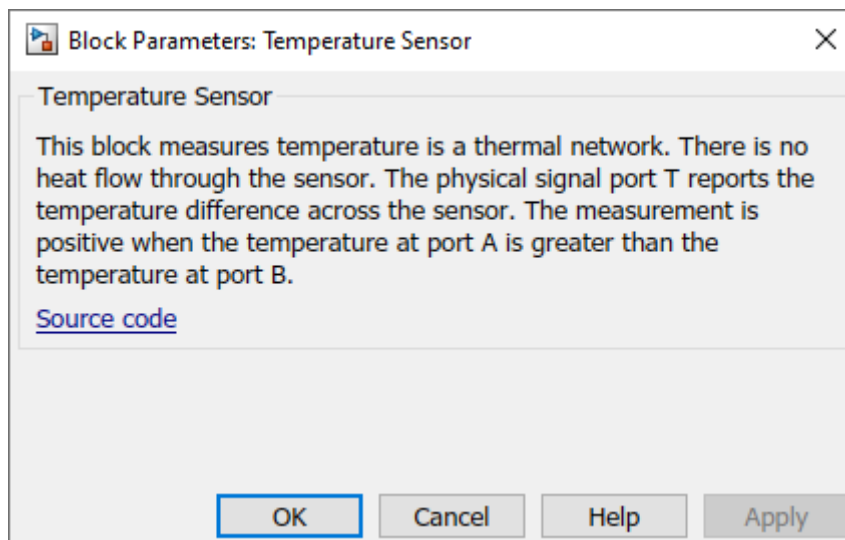 Block Parameters: Temperature Sensor
Temperature Sensor
This block measures temperature is a thermal network. There is no
heat flow through the sensor. The physical signal port T reports the
temperature difference across the sensor. The measurement is
positive when the temperature at port A is greater than the
temperature at port B.
Source code
OK Cancel Help Apply